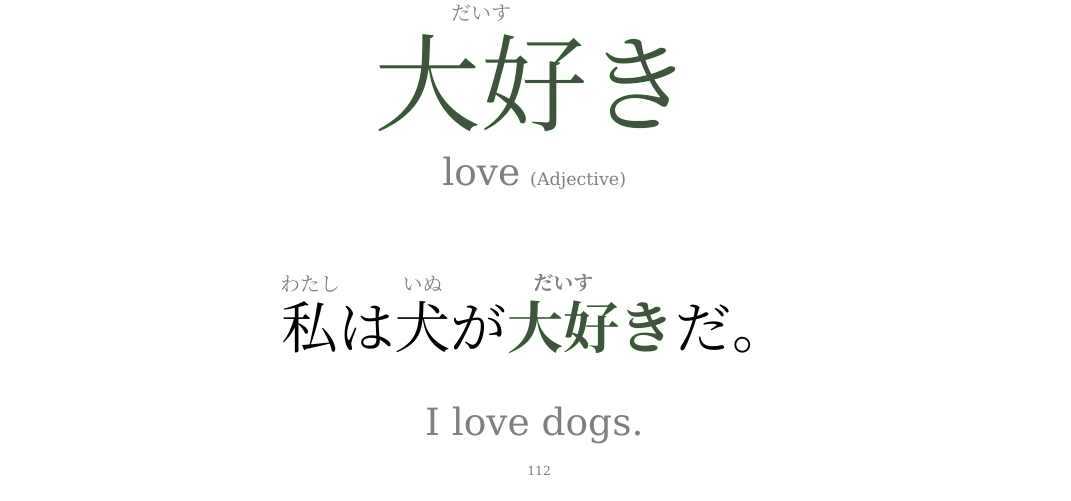 だいす
大好き
love (Adjective)
わたし いぬ だいす
私は犬が大好きだ。
I love dogs.
112